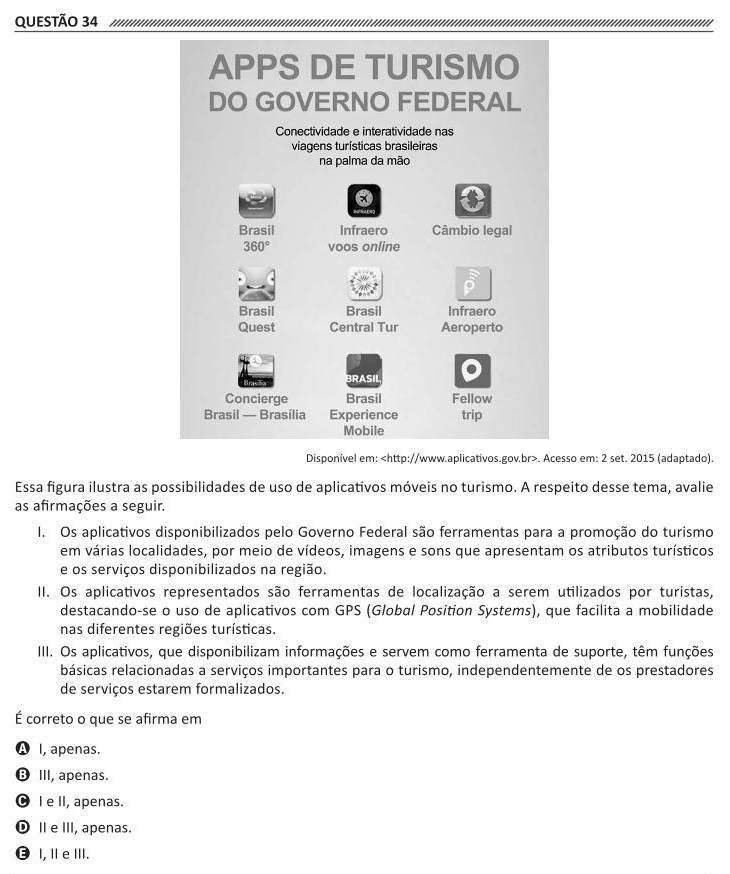 QUESTÃO 34
APPS DE TURISMO
DO GOVERNO FEDERAL
Conectividade e interatividade nas
viagens turísticas brasileiras
na palma da mão
INFRAERO
Brasil
360°
Infraero
voos online
Câmbio legal
Brasil
Quest
Brasil
Central Tur
Infraero
Aeroporto
Brasília
BRASIL
Concierge
Brasil — Brasília
Brasil
Experience
Mobile
Fellow
trip
Disponível em: <http://www.aplicativos.gov.br>. Acesso em: 2 set. 2015 (adaptado).
Essa figura ilustra as possibilidades de uso de aplicativos móveis no turismo. A respeito desse tema, avalie
as afirmações a seguir.
I. Os aplicativos disponibilizados pelo Governo Federal são ferramentas para a promoção do turismo
em várias localidades, por meio de vídeos, imagens e sons que apresentam os atributos turísticos
e os serviços disponibilizados na região.
II. Os aplicativos representados são ferramentas de localização a serem utilizados por turistas,
destacando-se o uso de aplicativos com GPS (Global Position Systems), que facilita a mobilidade
nas diferentes regiões turísticas.
III. Os aplicativos, que disponibilizam informações e servem como ferramenta de suporte, têm funções
básicas relacionadas a serviços importantes para o turismo, independentemente de os prestadores
de serviços estarem formalizados.
É correto o que se afirma em
A I, apenas.
B III, apenas.
C I e II, apenas.
D II e III, apenas.
E I, II e III.